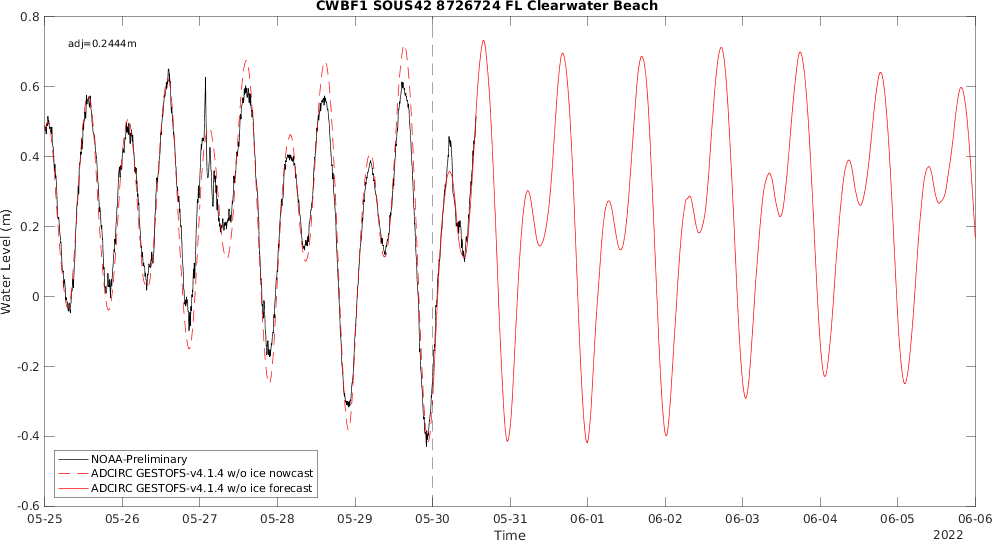 CWBF1 SOUS42 8726724 FL Clearwater Beach
adj=0.2444m
0.8
0.6
0.4
0.2
0
-0.2
-0.4
-0.6
Water Level (m)
NOAA-Preliminary
ADCIRC GESTOFS-v4.1.4 w/o ice nowcast
ADCIRC GESTOFS-v4.1.4 w/o ice forecast
05-25 05-26 05-27 05-28 05-29 05-30 05-31 06-01 06-02 06-03 06-04 06-05 06-06
Time
2022